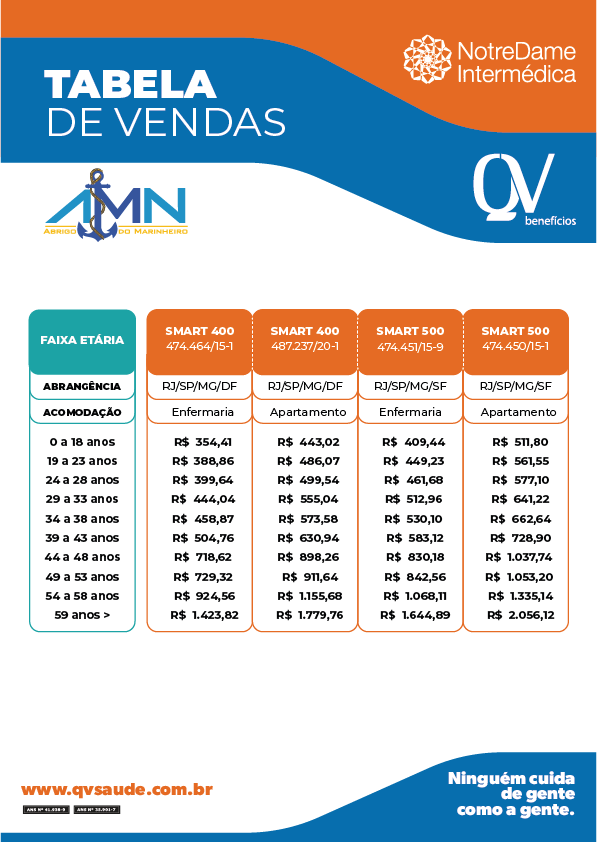 NotreDame
Intermédica
TABELA
DE VENDAS
AMN
ABRIGO DO MARINHEIRO
QV
benefícios
FAIXA ETÁRIA SMART 400 SMART 400 SMART 500 SMART 500
474.464/15-1 487.237/20-1 474.451/15-9 474.450/15-1
ABRANGÊNCIA RJ/SP/MG/DF RJ/SP/MG/DF RJ/SP/MG/SF RJ/SP/MG/SF
ACOMODAÇÃO Enfermaria Apartamento Enfermaria Apartamento
0 a 18 anos R$ 354,41 R$ 443,02 R$ 409,44 R$ 511,80
19 a 23 anos R$ 388,86 R$ 486,07 R$ 449,23 R$ 561,55
24 a 28 anos R$ 399,64 R$ 499,54 R$ 461,68 R$ 577,10
29 a 33 anos R$ 444,04 R$ 555,04 R$ 512,96 R$ 641,22
34 a 38 anos R$ 458,87 R$ 573,58 R$ 530,10 R$ 662,64
39 a 43 anos R$ 504,76 R$ 630,94 R$ 583,12 R$ 728,90
44 a 48 anos R$ 718,62 R$ 898,26 R$ 830,18 R$ 1.037,74
49 a 53 anos R$ 729,32 R$ 911,64 R$ 842,56 R$ 1.053,20
54 a 58 anos R$ 924,56 R$ 1.155,68 R$ 1.068,11 R$ 1.335,14
59 anos > R$ 1.423,82 R$ 1.779,76 R$ 1.644,89 R$ 2.056,12
www.qvsaude.com.br
ANS Nº 41.938-9 ANS Nº 35.901-7
Ninguém cuida
de gente
como a gente.